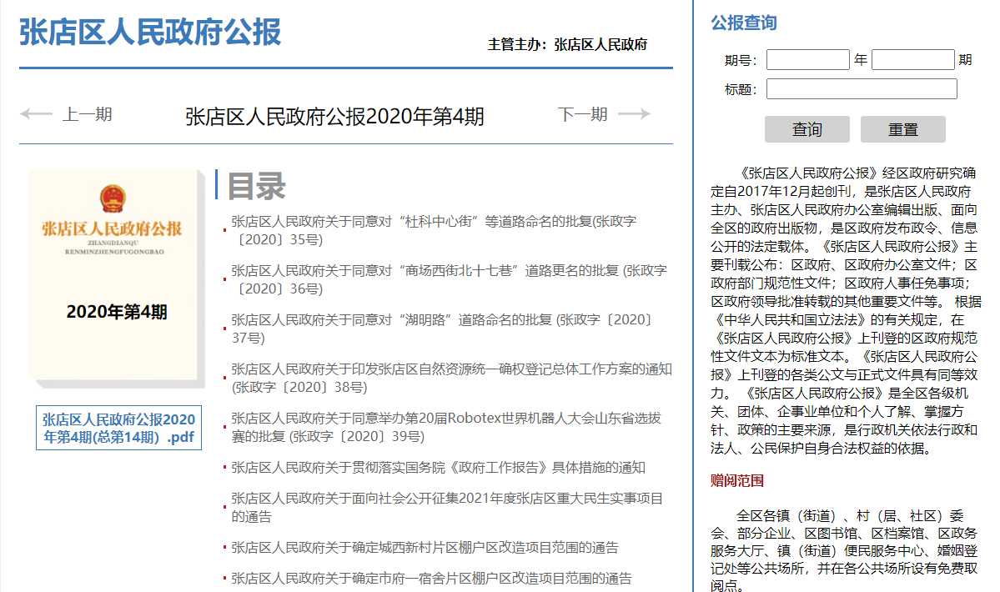 张店区人民政府公报
主管主办：张店区人民政府
上一期
张店区人民政府公报2020年第4期
下一期
张店区人民政府公报
ZHANGDIANQU
RENMINZHENGFUGONGBAO
2020年第4期
张店区人民政府公报2020
年第4期(总第14期）.pdf
目录
张店区人民政府关于同意对“杜科中心街”等道路命名的批复(张政字
〔2020〕35号)
张店区人民政府关于同意对“商场西街北十七巷”道路更名的批复 (张政字
〔2020〕36号)
张店区人民政府关于同意对“湖明路”道路命名的批复 (张政字〔2020〕
37号)
张店区人民政府关于印发张店区自然资源统一确权登记总体工作方案的通知
(张政字〔2020〕38号)
张店区人民政府关于同意举办第20届Robotex世界机器人大会山东省选拔
赛的批复 (张政字〔2020〕39号)
张店区人民政府关于贯彻落实国务院《政府工作报告》具体措施的通知
张店区人民政府关于面向社会公开征集2021年度张店区重大民生实事项目
的通告
张店区人民政府关于确定城西新村片区棚户区改造项目范围的通告
张店区人民政府关于确定市府一宿舍片区棚户区改造项目范围的通告
公报查询
期号： 年 期
标题：
查询 重置
《张店区人民政府公报》经区政府研究确
定自2017年12月起创刊，是张店区人民政府
主办、张店区人民政府办公室编辑出版、面向
全区的政府出版物，是区政府发布政令、信息
公开的法定载体。《张店区人民政府公报》主
要刊载公布：区政府、区政府办公室文件；区
政府部门规范性文件；区政府人事任免事项；
区政府领导批准转载的其他重要文件等。 根据
《中华人民共和国立法法》的有关规定，在
《张店区人民政府公报》上刊登的区政府规范
性文件文本为标准文本。《张店区人民政府公
报》上刊登的各类公文与正式文件具有同等效
力。 《张店区人民政府公报》是全区各级机
关、团体、企事业单位和个人了解、掌握方
针、政策的主要来源，是行政机关依法行政和
法人、公民保护自身合法权益的依据。
赠阅范围
全区各镇（街道）、村（居、社区）委
会、部分企业、区图书馆、区档案馆、区政务
服务大厅、镇（街道）便民服务中心、婚姻登
记处等公共场所，并在各公共场所设有免费取
阅点。